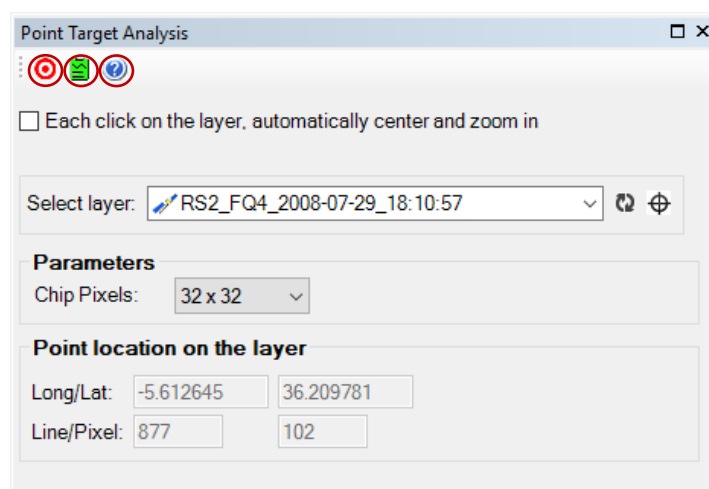 Point Target Analysis
Each click on the layer, automatically center and zoom in
Select layer: RS2_FQ4_2008-07-29_18:10:57
Parameters
Chip Pixels: 32 x 32
Point location on the layer
Long/Lat: -5.612645 36.209781
Line/Pixel: 877 102